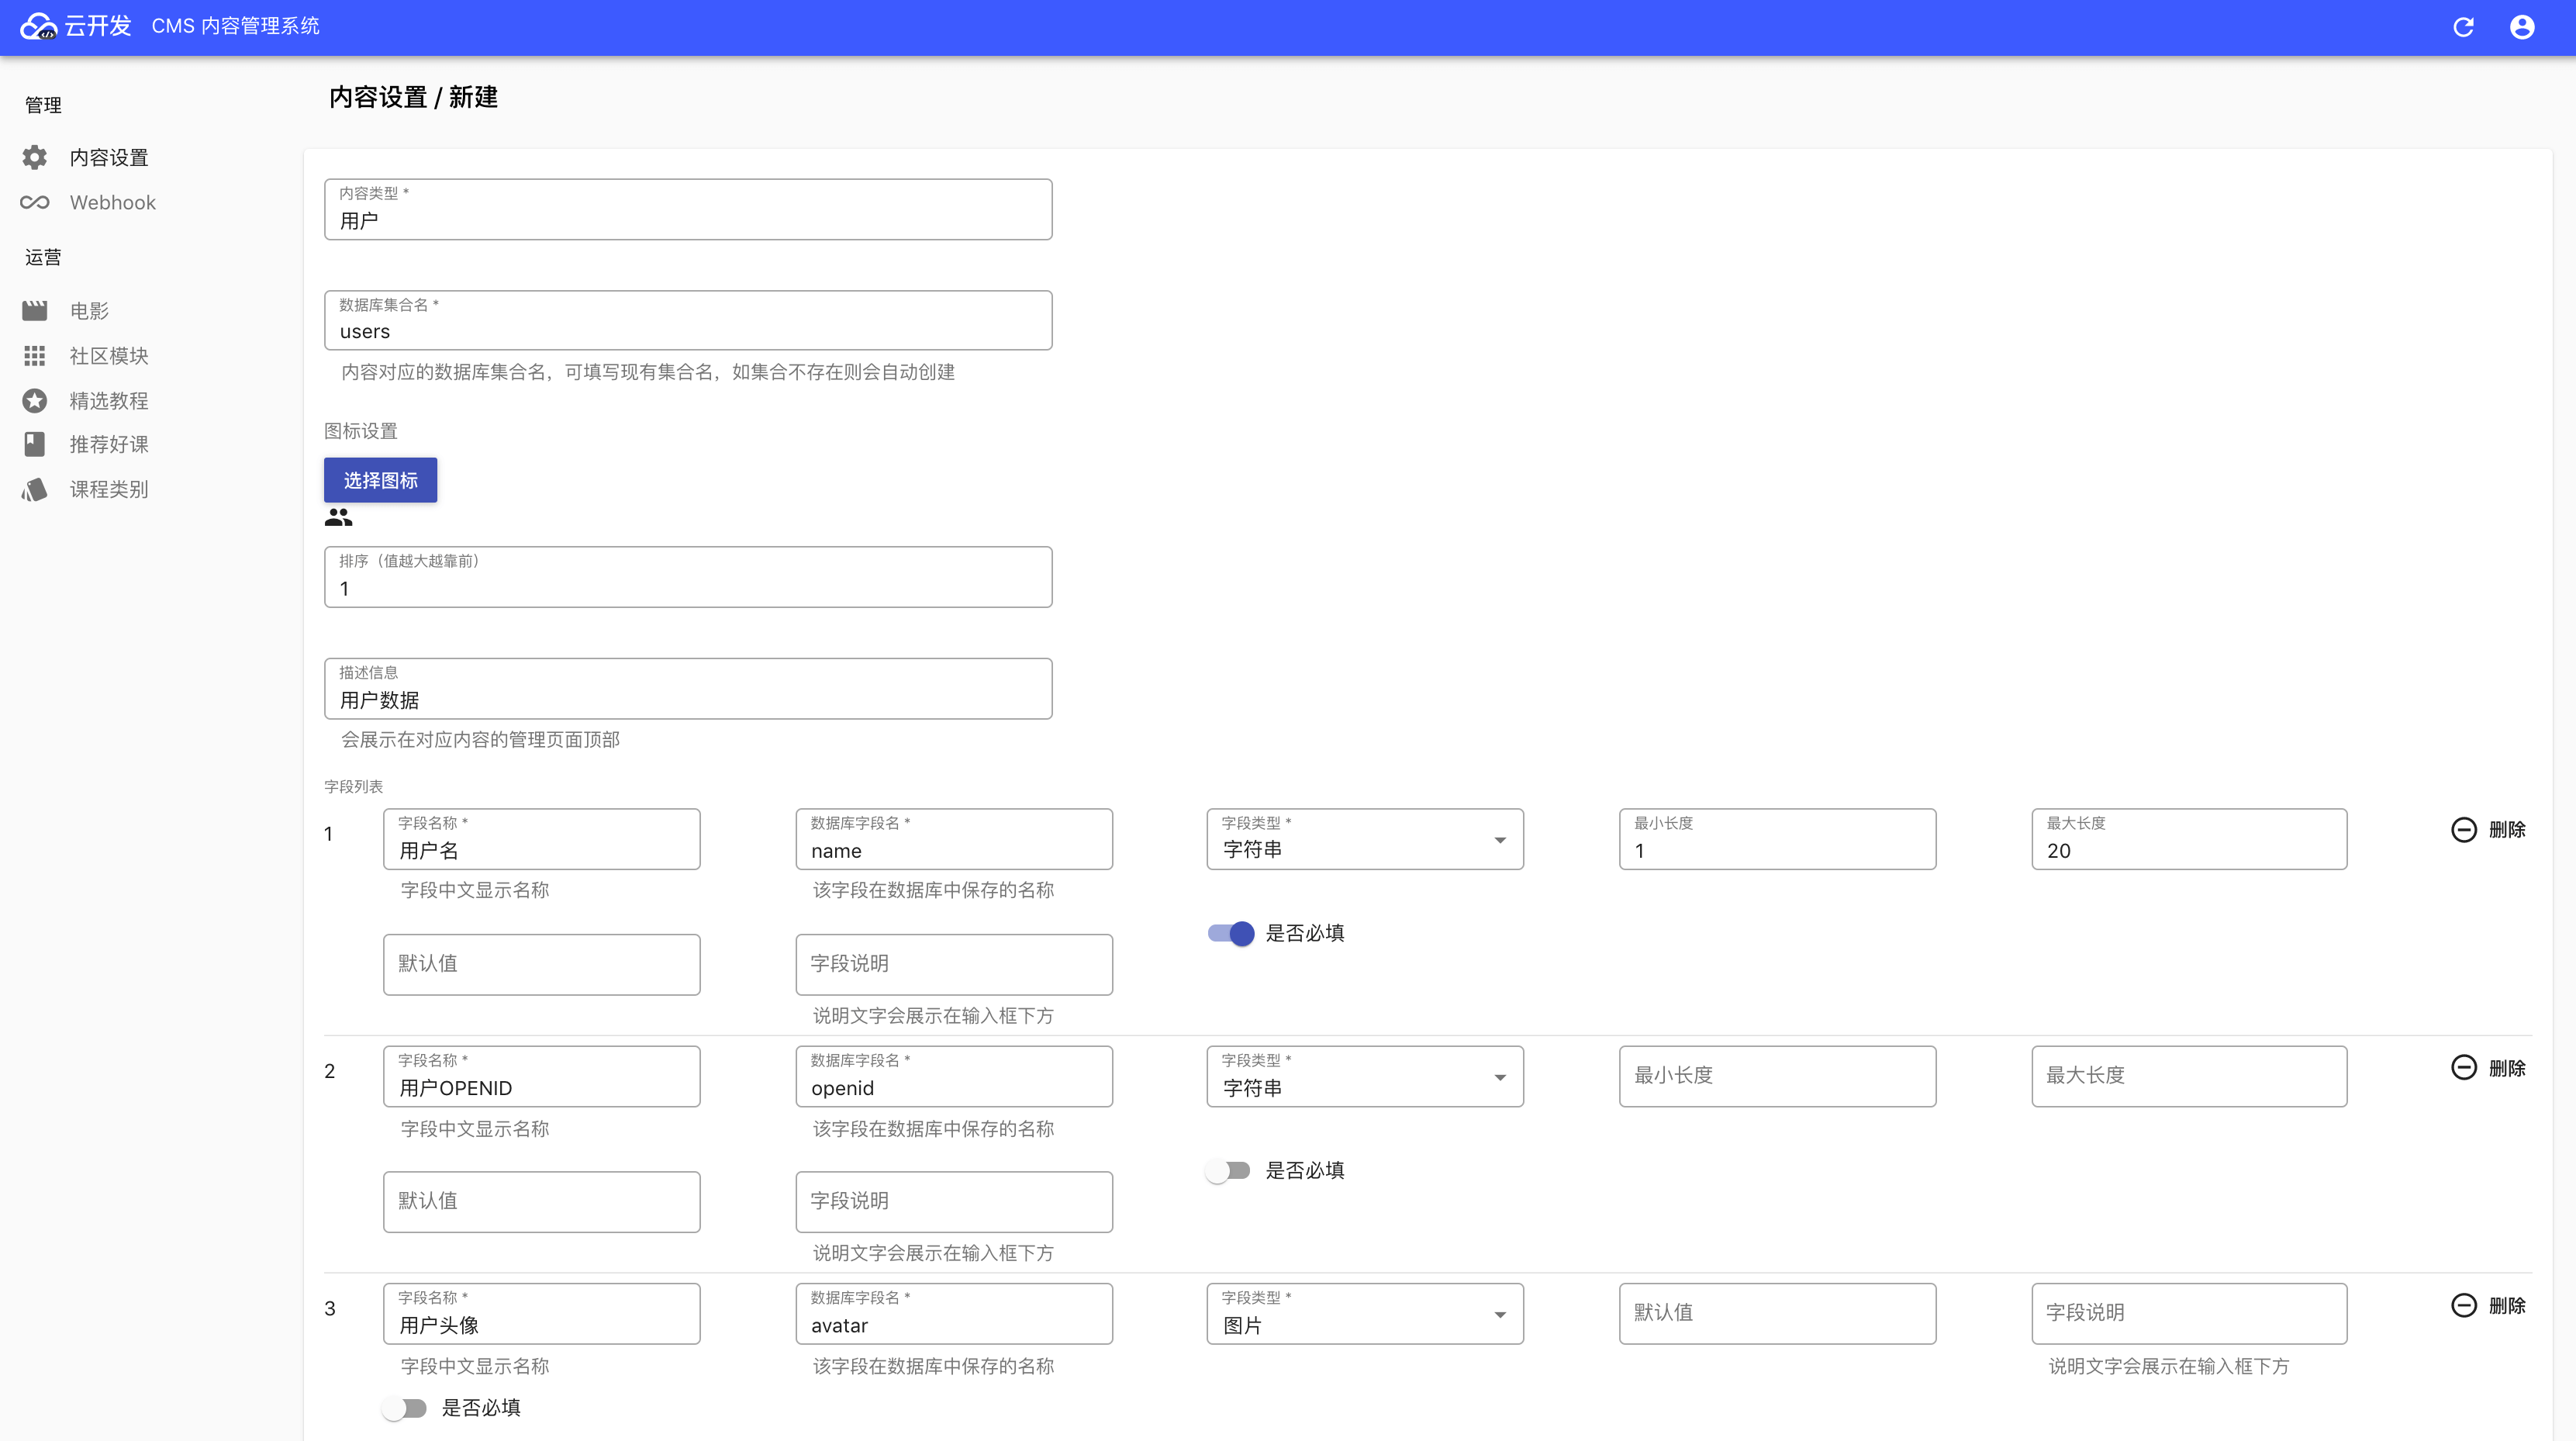 云开发 CMS 内容管理系统
管理
内容设置
Webhook
运营
电影
社区模块
精选教程
推荐好课
课程类别
内容设置 / 新建
内容类型 *
用户
数据库集合名 *
users
内容对应的数据库集合名，可填写现有集合名，如集合不存在则会自动创建
图标设置
选择图标
排序（值越大越靠前）
1
描述信息
用户数据
会展示在对应内容的管理页面顶部
字段列表
1
字段名称 *
用户名
字段中文显示名称
数据库字段名 *
name
该字段在数据库中保存的名称
字段类型 *
字符串
最小长度
1
最大长度
20
删除
默认值
字段说明
说明文字会展示在输入框下方
是否必填
2
字段名称 *
用户OPENID
字段中文显示名称
数据库字段名 *
openid
该字段在数据库中保存的名称
字段类型 *
字符串
最小长度
最大长度
删除
默认值
字段说明
说明文字会展示在输入框下方
是否必填
3
字段名称 *
用户头像
字段中文显示名称
数据库字段名 *
avatar
该字段在数据库中保存的名称
字段类型 *
图片
默认值
字段说明
说明文字会展示在输入框下方
删除
是否必填